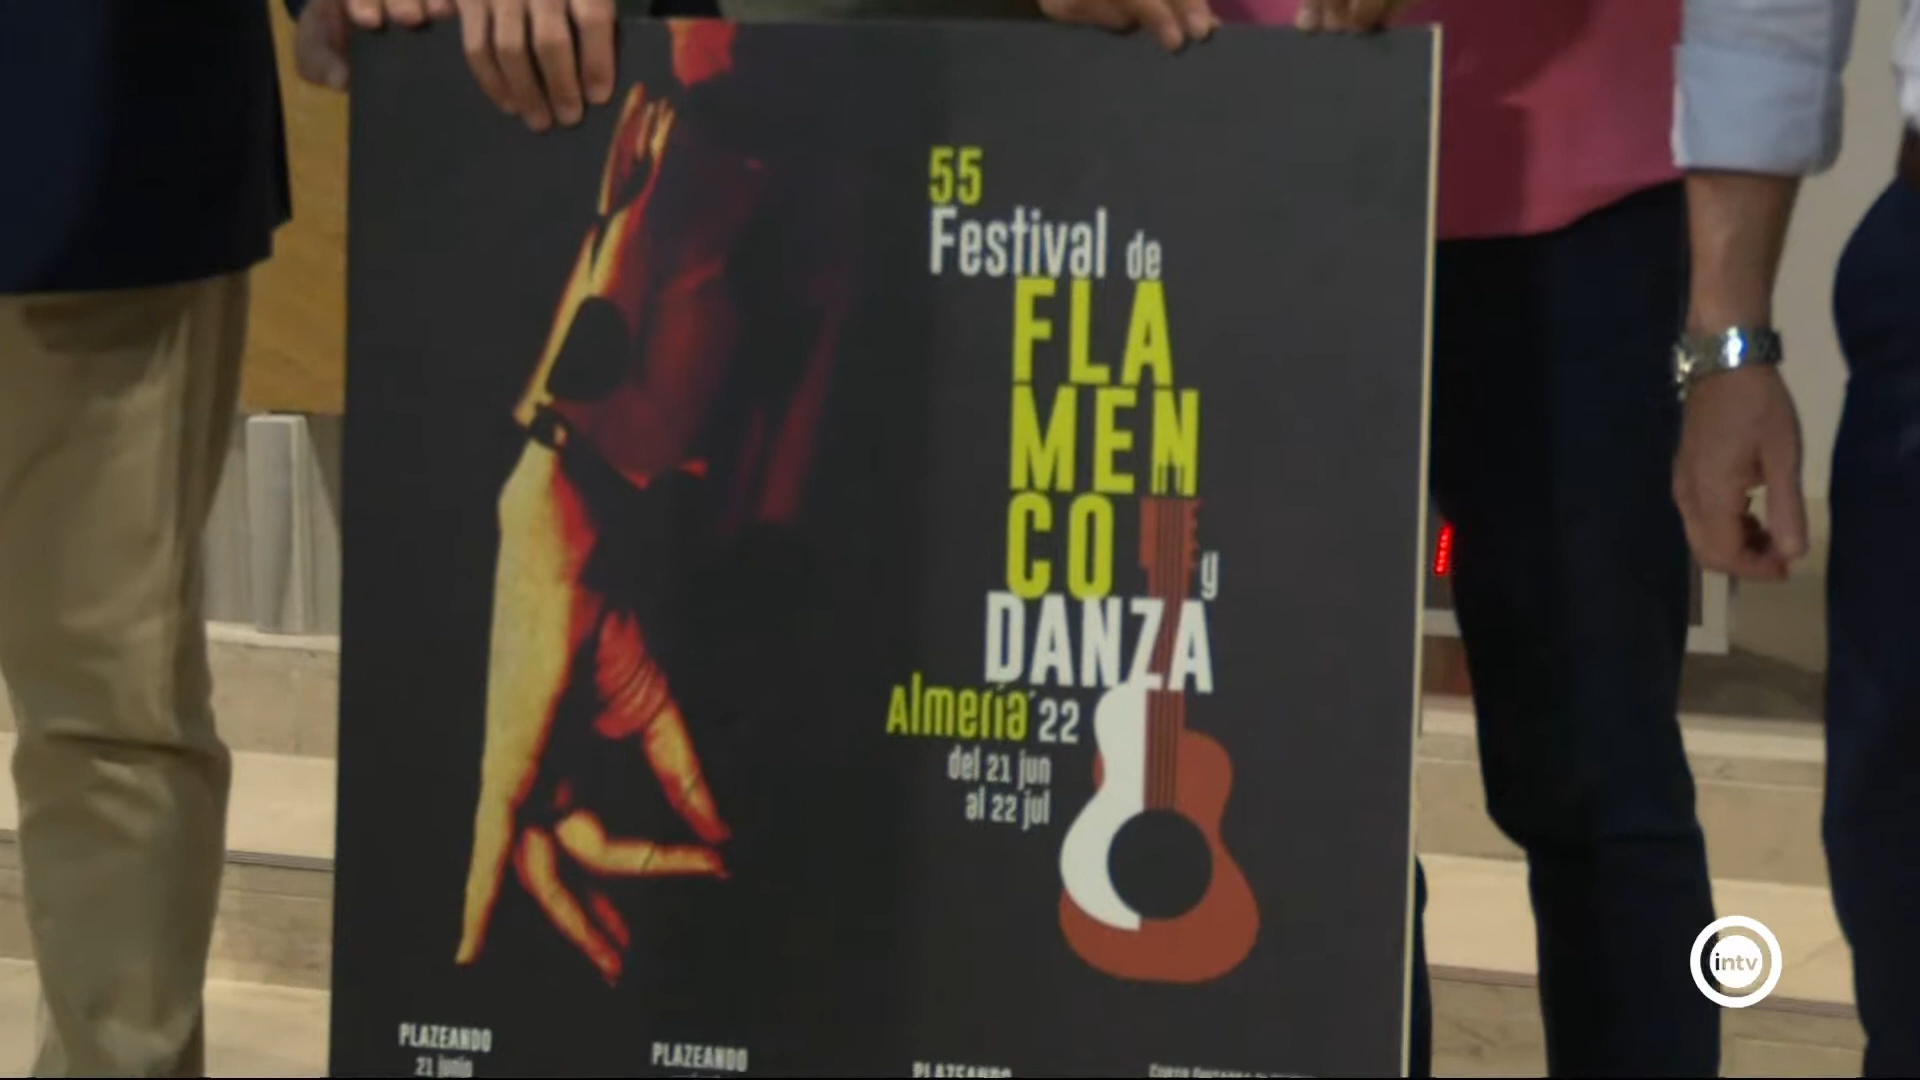 55
Festival de
FLA
MEN
CO y
DANZA
Almería '22
del 21 jun
al 22 jul
PLAZEANDO
21 junio
PLAZEANDO
PLAZEANDO
intv